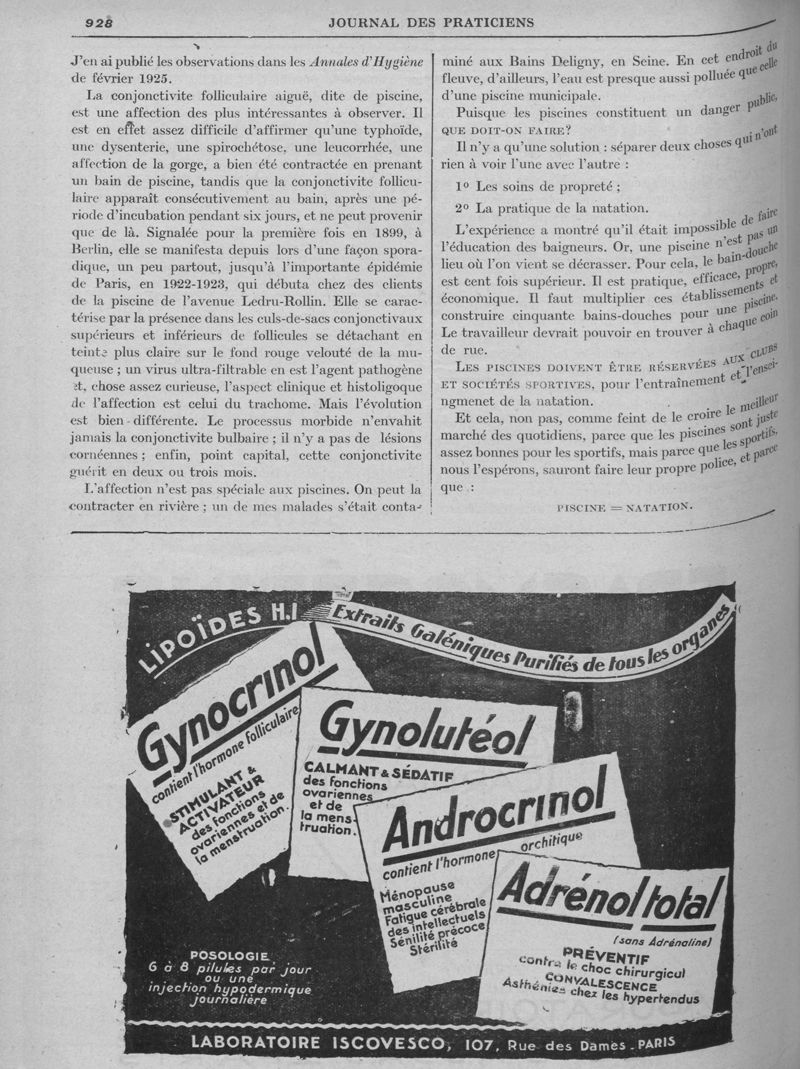 928
JOURNAL DES PRATICIENS
J'en ai publié les observations dans les Annales d'Hygiène
de février 1925.
La conjonctivite folliculaire aiguë, dite de piscine,
est une affection des plus intéressantes à observer. Il
est en effet assez difficile d'affirmer qu'une typhoïde,
une dysenterie, une spirochétose, une leucorrhée, une
affection de la gorge, a bien été contractée en prenant
un bain de piscine, tandis que la conjonctivite follicu-
laire apparaît consécutivement au bain, après une pé-
riode d'incubation pendant six jours, et ne peut provenir
que de là. Signalée pour la première fois en 1899, à
Berlin, elle se manifesta depuis lors d'une façon spora-
dique, un peu partout, jusqu'à l'importante épidémie
de Paris, en 1922-1923, qui débuta chez des clients
de la piscine de l'avenue Ledru-Rollin. Elle se carac-
térise par la présence dans les culs-de-sacs conjonctivaux
supérieurs et inférieurs de follicules se détachant en
teinte plus claire sur le fond rouge velouté de la mu-
queuse ; un virus ultra-filtrable en est l'agent pathogène
et, chose assez curieuse, l'aspect clinique et histoligoque
de l'affection est celui du trachome. Mais l'évolution
est bien différente. Le processus morbide n'envahit
jamais la conjonctivite bulbaire ; il n'y a pas de lésions
cornéennes ; enfin, point capital, cette conjonctivite
guérit en deux ou trois mois.
L'affection n'est pas spéciale aux piscines. On peut la
contracter en rivière ; un de mes malades s'était conta-
miné aux Bains Deligny, en Seine. En cet endroit du
fleuve, d'ailleurs, l'eau est presque aussi polluée que celle
d'une piscine municipale.
Puisque les piscines constituent un danger public,
QUE DOIT-ON FAIRE?
Il n'y a qu'une solution : séparer deux choses qui n'ont
rien à voir l'une avec l'autre :
1º Les soins de propreté ;
2º La pratique de la natation.
L'expérience a montré qu'il était impossible de faire
l'éducation des baigneurs. Or, une piscine n'est pas un
lieu où l'on vient se décrasser. Pour cela, le bain-douche
est cent fois supérieur. Il est pratique, efficace, propre,
économique. Il faut multiplier ces établissements et
construire cinquante bains-douches pour une piscine.
Le travailleur devrait pouvoir en trouver à chaque coin
de rue.
LES PISCINES DOIVENT ÊTRE RÉSERVÉES AUX CLUBS
ET SOCIÉTÉS SPORTIVES, pour l'entraînement et l'ensei-
ngmenet de la natation.
Et cela, non pas, comme feint de le croire le meilleur
marché des quotidiens, parce que les piscines sont juste
assez bonnes pour les sportifs, mais parce que les sportifs,
nous l'espérons, sauront faire leur propre police, et parce
que :
PISCINE = NATATION.
LIPOÏDES H.I
Extraits Galéniques Purifiés de tous les organes
Gynocrinol
contient l'hormone folliculaire
STIMULANT &
ACTIVATEUR
des fonctions
ovariennes et de
la menstruation.
Gynolutéol
CALMANT & SÉDATIF
des fonctions
ovariennes
et de
la mens-
truation.
Androcrinol
contient l'hormone orchitique
Ménopause
masculine
Fatigue cérébrale
des intellectuels
Sénilité précoce
Stérilité
Adrénol total
(sans Adrénaline)
PRÉVENTIF
contre le choc chirurgical
CONVALESCENCE
Asthénies chez les hypertendus
POSOLOGIE
6 à 8 pilules par jour
ou une
injection hypodermique
journalière
LABORATOIRE ISCOVESCO, 107, Rue des Dames - PARIS